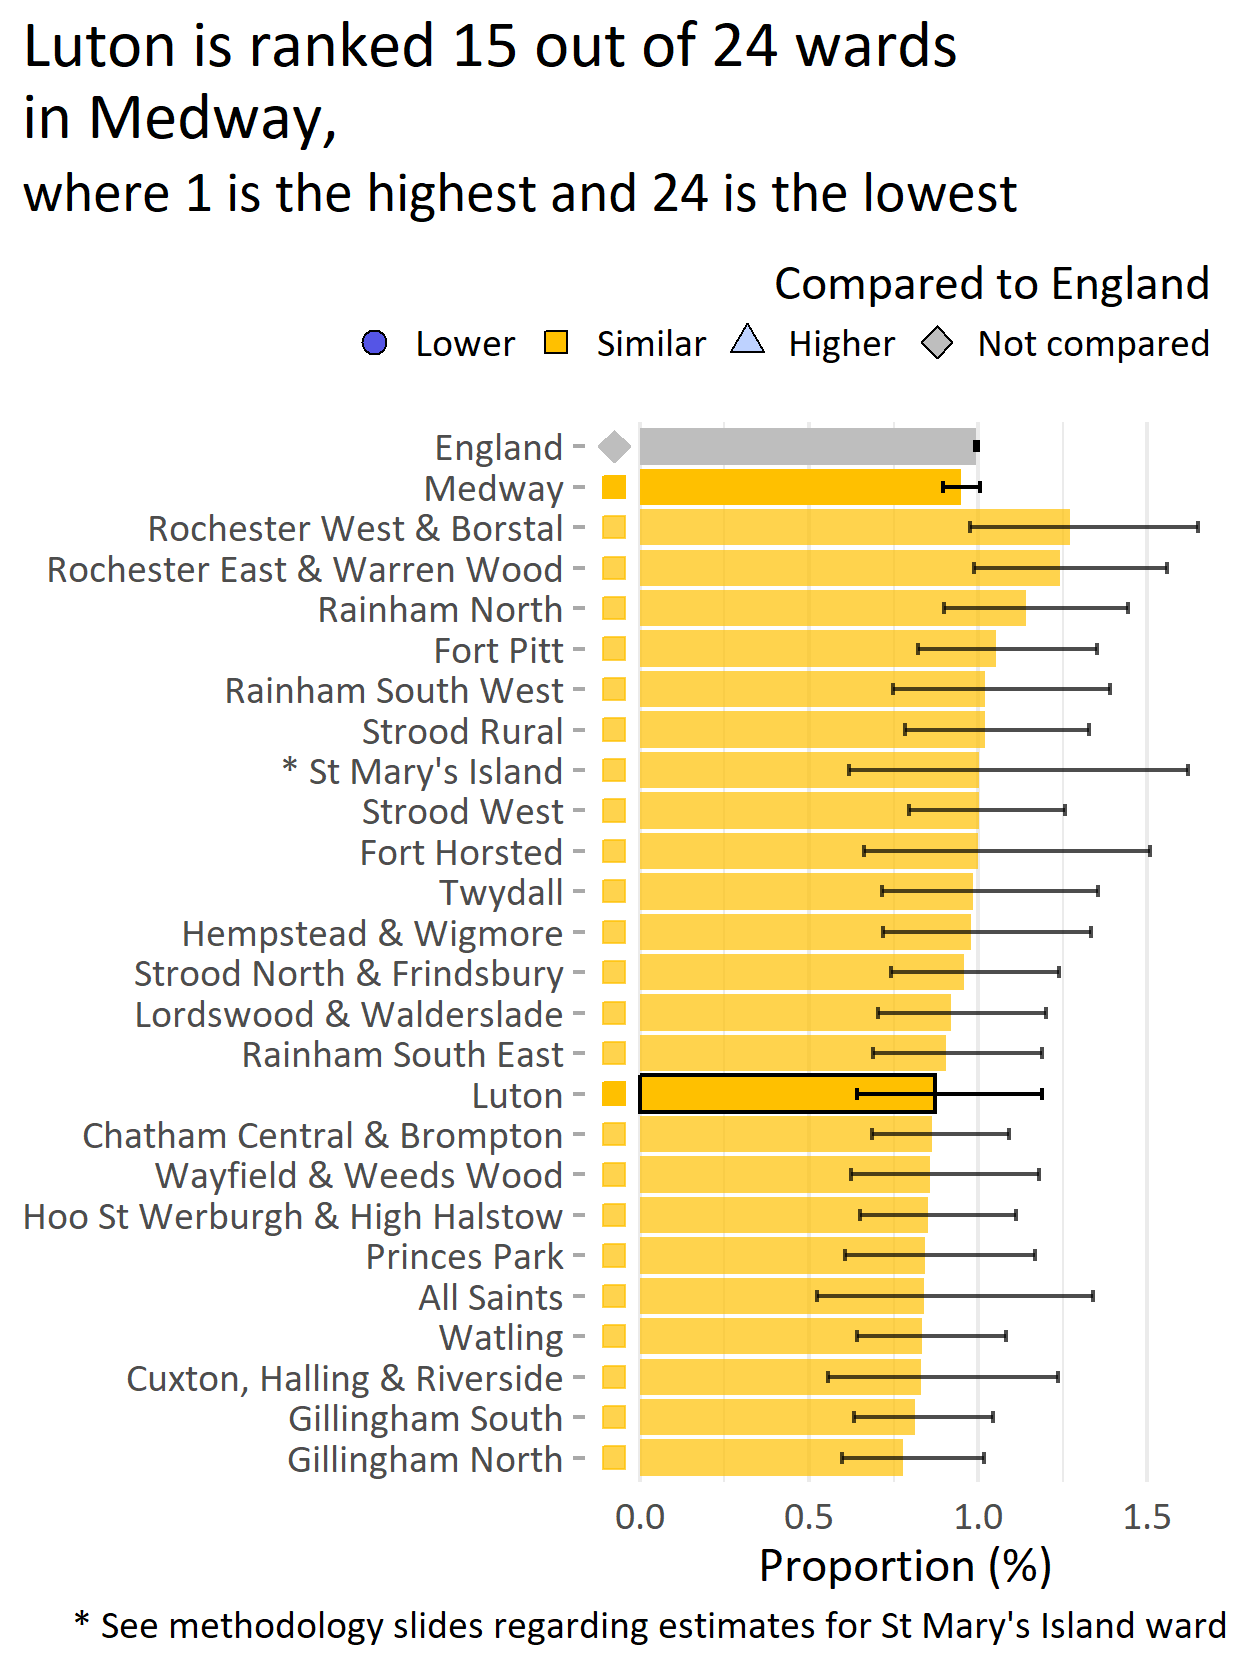 Luton is ranked 15 out of 24 wards
in Medway,
where 1 is the highest and 24 is the lowest
Compared to England
Lower Similar Higher Not compared
England
Medway
Rochester West & Borstal
Rochester East & Warren Wood
Rainham North
Fort Pitt
Rainham South West
Strood Rural
* St Mary's Island
Strood West
Fort Horsted
Twydall
Hempstead & Wigmore
Strood North & Frindsbury
Lordswood & Walderslade
Rainham South East
Luton
Chatham Central & Brompton
Wayfield & Weeds Wood
Hoo St Werburgh & High Halstow
Princes Park
All Saints
Watling
Cuxton, Halling & Riverside
Gillingham South
Gillingham North
0.0 0.5 1.0 1.5
Proportion (%)
* See methodology slides regarding estimates for St Mary's Island ward